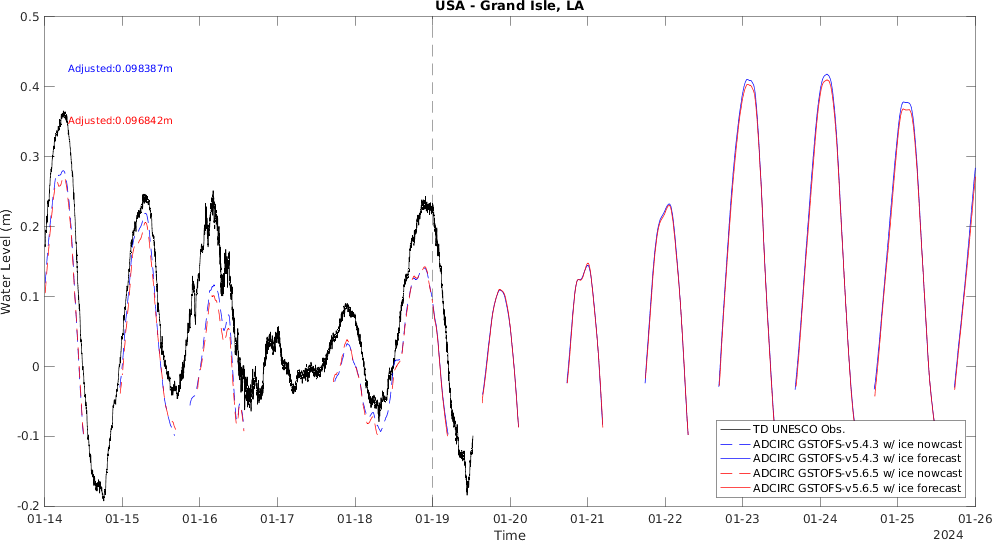 USA - Grand Isle, LA
Adjusted:0.098387m
Adjusted:0.096842m
Water Level (m)
0.5
0.4
0.3
0.2
0.1
0
-0.1
-0.2
TD UNESCO Obs.
ADCIRC GSTOFS-v5.4.3 w/ ice nowcast
ADCIRC GSTOFS-v5.4.3 w/ ice forecast
ADCIRC GSTOFS-v5.6.5 w/ ice nowcast
ADCIRC GSTOFS-v5.6.5 w/ ice forecast
01-14 01-15 01-16 01-17 01-18 01-19 01-20 01-21 01-22 01-23 01-24 01-25 01-26
Time
2024